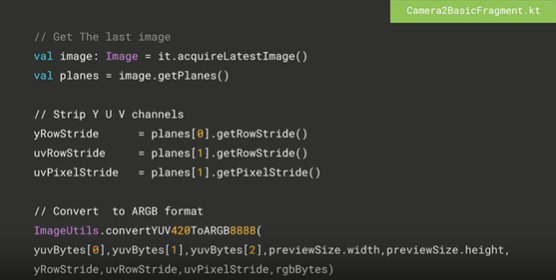 Camera2BasicFragment.kt
// Get The last image
val image: Image = it.acquireLatestImage()
val planes = image.getPlanes()
// Strip Y U V channels
yRowStride = planes[0].getRowStride()
uvRowStride = planes[1].getRowStride()
uvPixelStride = planes[1].getPixelStride()
// Convert to ARGB format
ImageUtils.convertYUV420ToARGB8888(
yuvBytes[0],yuvBytes[1],yuvBytes[2],previewSize.width,previewSize.height,
yRowStride,uvRowStride,uvPixelStride,rgbBytes)